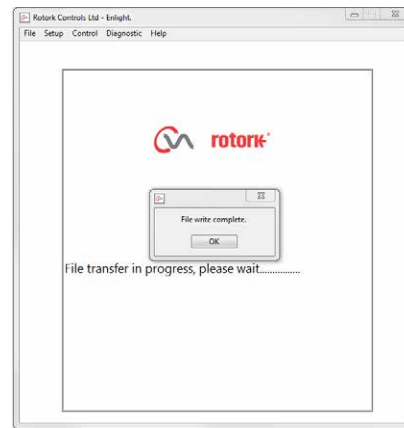 Rotork Controls Ltd - Enlight.
File Setup Control Diagnostic Help
rotork
File write complete.
OK
File transfer in progress, please wait...............